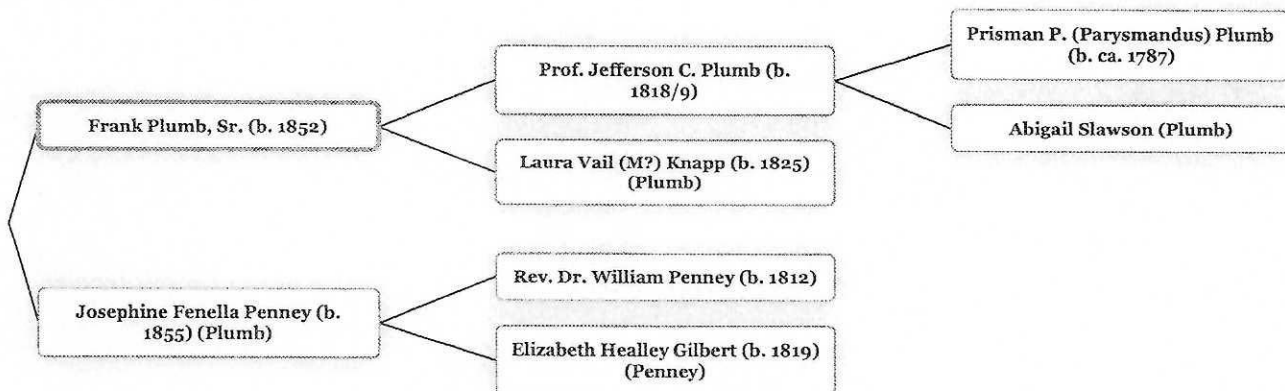 Prisman P. (Parysmandus) Plumb
(b. ca. 1787)
Prof. Jefferson C. Plumb (b.
1818/9)
Frank Plumb, Sr. (b. 1852)
Abigail Slawson (Plumb)
Laura Vail (M?) Knapp (b. 1825)
(Plumb)
Rev. Dr. William Penney (b. 1812)
Josephine Fenella Penney (b.
1855) (Plumb)
Elizabeth Healley Gilbert (b. 1819)
(Penney)